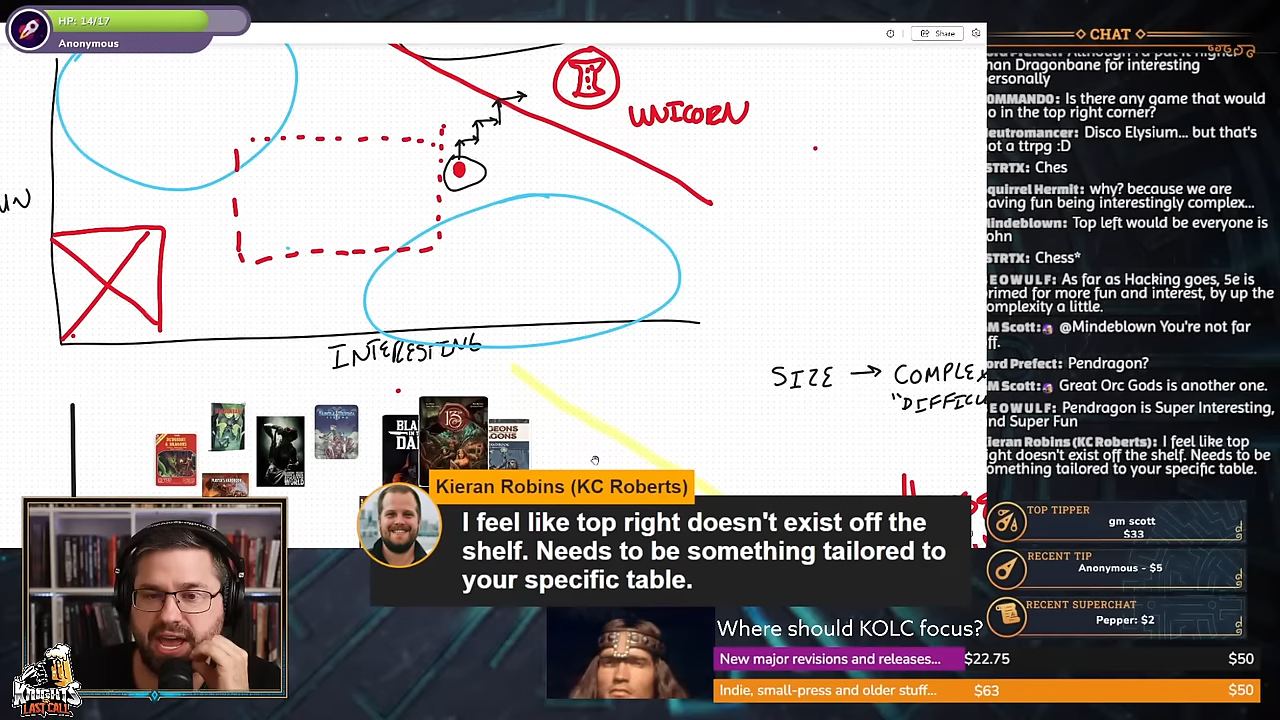 HP: 14/17
Anonymous
Share
UNICORN
INTERESTING
SIZE → COMPLEX
"DIFFICU
13
BLA
IN T
DA
CHAT
han Dragonbane for interesting
personally
OMMANDO: Is there any game that would
o in the top right corner?
eutromancer: Disco Elysium... but that's
ot a ttrpg :D
STRTX: Ches
quirrel Hermit: why? because we are
aving fun being interestingly complex...
indeblown: Top left would be everyone is
ohn
STRTX: Chess*
EOWULF: As far as Hacking goes, 5e is
rimed for more fun and interest, by up the
omplexity a little.
M Scott: @Mindeblown You're not far
ff.
ord Prefect: Pendragon?
M Scott: Great Orc Gods is another one.
EOWULF: Pendragon is Super Interesting,
nd Super Fun
ieran Robins (KC Roberts): I feel like top
ight doesn't exist off the shelf. Needs to be
omething tailored to your specific table.
Kieran Robins (KC Roberts)
I feel like top right doesn't exist off the
shelf. Needs to be something tailored to
your specific table.
TOP TIPPER
gm scott
$33
RECENT TIP
Anonymous - $5
RECENT SUPERCHAT
Pepper: $2
Where should KOLC focus?
New major revisions and releases... $22.75 $50
Indie, small-press and older stuff... $63 $50
KNIGHTS
LAST CALL